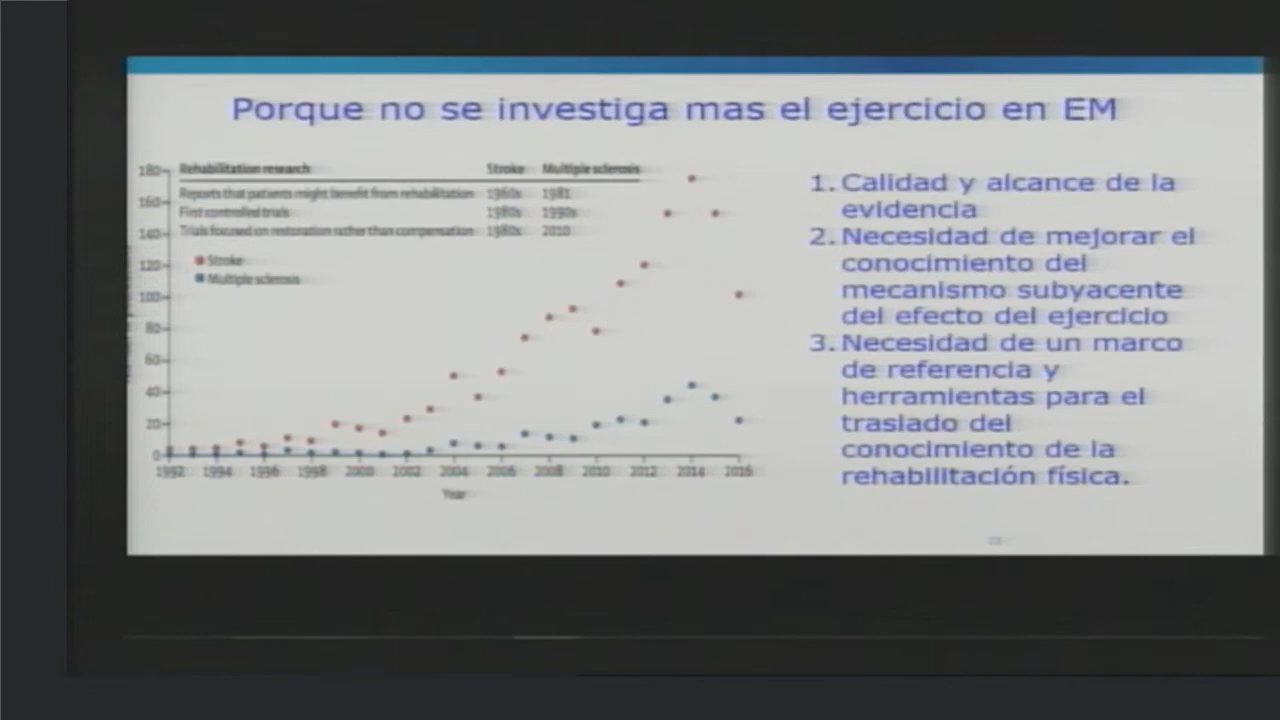 Porque no se investiga mas el ejercicio en EM
Rehabilitation research Stroke Multiple sclerosis
Reports that patients might benefit from rehabilitation 1960s 1981
First controlled trials 1980s 1990s
Trials focused on restoration rather than compensation 1980s 2010
Stroke
Multiple sclerosis
180
160
140
120
100
80
60
40
20
0
1992 1994 1996 1998 2000 2002 2004 2006 2008 2010 2012 2014 2016
Year
1. Calidad y alcance de la
evidencia
2. Necesidad de mejorar el
conocimiento del
mecanismo subyacente
del efecto del ejercicio
3. Necesidad de un marco
de referencia y
herramientas para el
traslado del
conocimiento de la
rehabilitación física.